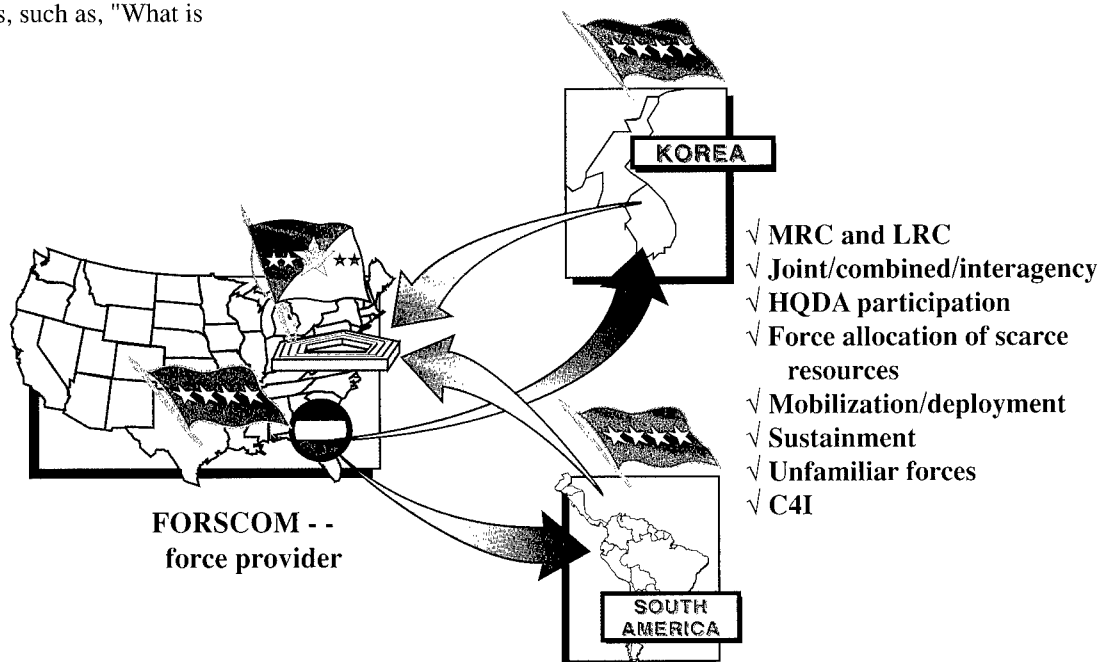 s, such as, "What is
KOREA
√ MRC and LRC
√ Joint/combined/interagency
√ HQDA participation
√ Force allocation of scarce
resources
√ Mobilization/deployment
√ Sustainment
√ Unfamiliar forces
√ C4I
FORSCOM - -
force provider
SOUTH
AMERICA